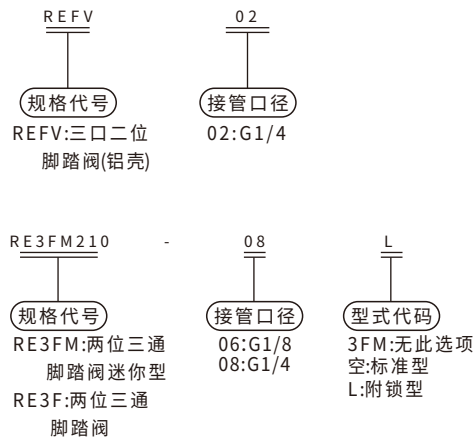 REFV 02
规格代号 接管口径
REFV:三口二位 02:G1/4
脚踏阀(铝壳)
RE3FM210 - 08 L
规格代号 接管口径 型式代码
RE3FM:两位三通 06:G1/8 3FM:无此选项
脚踏阀迷你型 08:G1/4 空:标准型
RE3F:两位三通 L:附锁型
脚踏阀